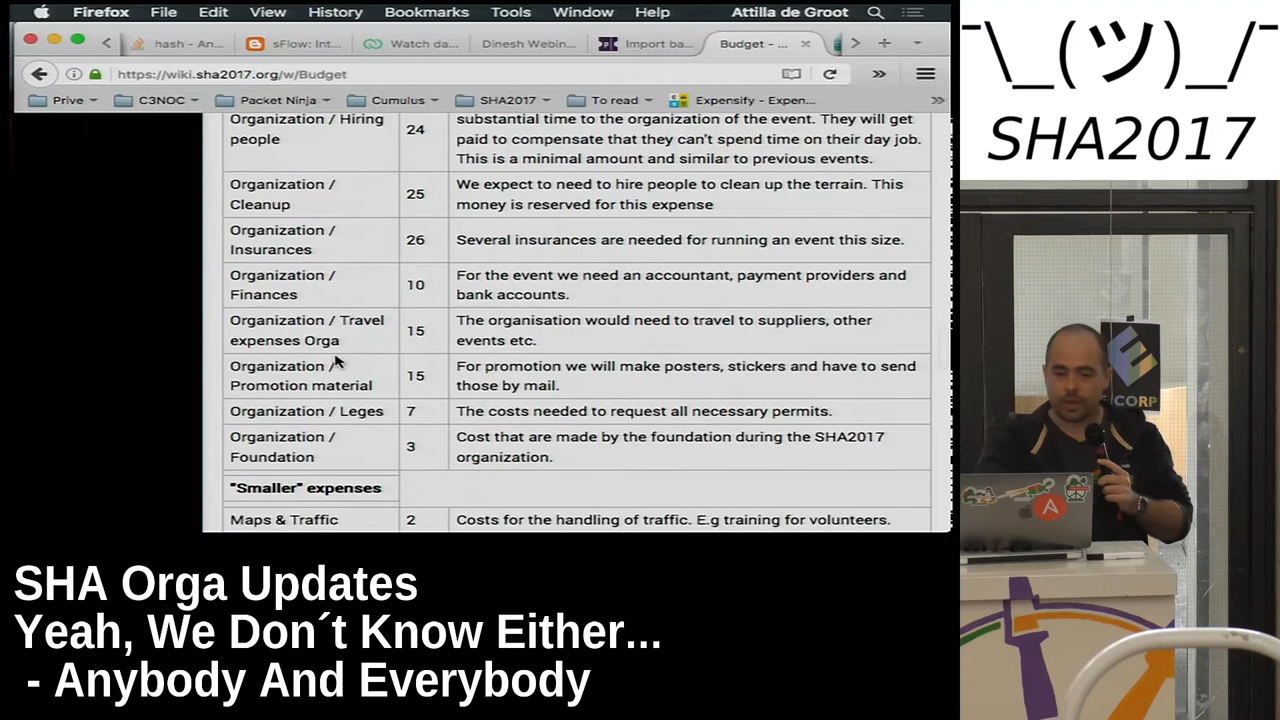 Firefox File Edit View History Bookmarks Tools Window Help Attilla de Groot
hash - An... sFlow: Int... Watch da... Dinesh Webin... Import ba... Budget - ...
https://wiki.sha2017.org/w/Budget
Prive C3NOC Packet Ninja Cumulus SHA2017 To read Expensify - Expen...
Organization / Hiring people 24 substantial time to the organization of the event. They will get
paid to compensate that they can't spend time on their day job.
This is a minimal amount and similar to previous events.
Organization / Cleanup 25 We expect to need to hire people to clean up the terrain. This
money is reserved for this expense
Organization / Insurances 26 Several insurances are needed for running an event this size.
Organization / Finances 10 For the event we need an accountant, payment providers and
bank accounts.
Organization / Travel expenses Orga 15 The organisation would need to travel to suppliers, other
events etc.
Organization / Promotion material 15 For promotion we will make posters, stickers and have to send
those by mail.
Organization / Leges 7 The costs needed to request all necessary permits.
Organization / Foundation 3 Cost that are made by the foundation during the SHA2017
organization.
"Smaller" expenses
Maps & Traffic 2 Costs for the handling of traffic. E.g training for volunteers.
¯\_(ツ)_/¯
SHA2017
CORP
SHA Orga Updates
Yeah, We Don´t Know Either...
- Anybody And Everybody